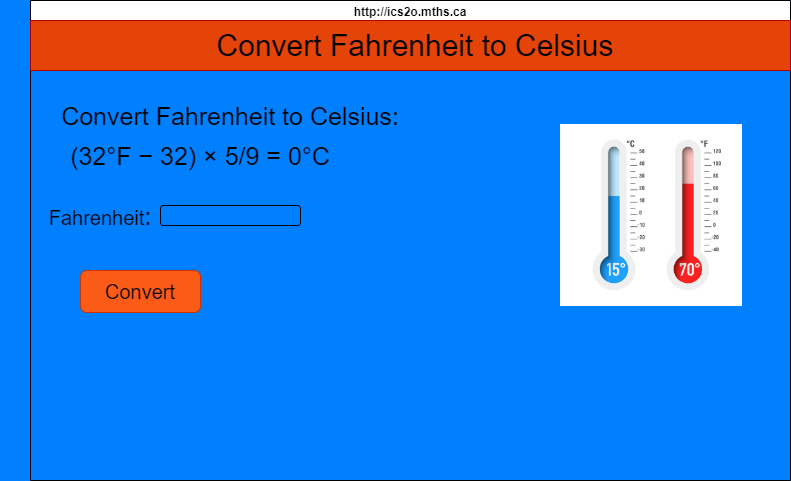 http://ics2o.mths.ca
Convert Fahrenheit to Celsius
Convert Fahrenheit to Celsius:
(32°F − 32) × 5/9 = 0°C
Fahrenheit:
Convert
°C
50
40
30
20
10
0
-10
-20
-30
15°
°F
120
100
80
60
40
20
0
-20
-40
70°